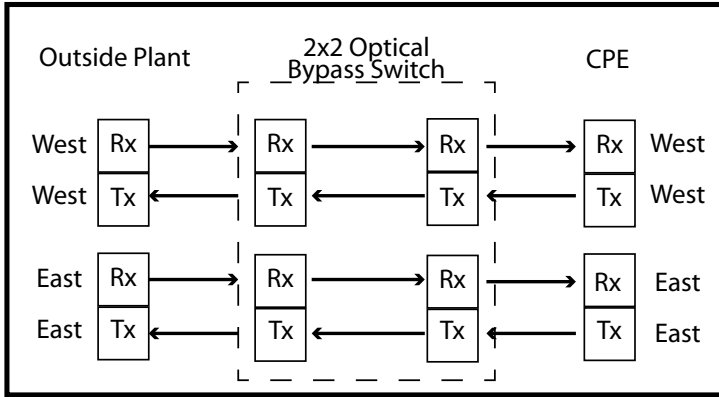 Outside Plant
2x2 Optical
Bypass Switch
CPE
West Rx Rx Rx Rx West
West Tx Tx Tx Tx West
East Rx Rx Rx Rx East
East Tx Tx Tx Tx East